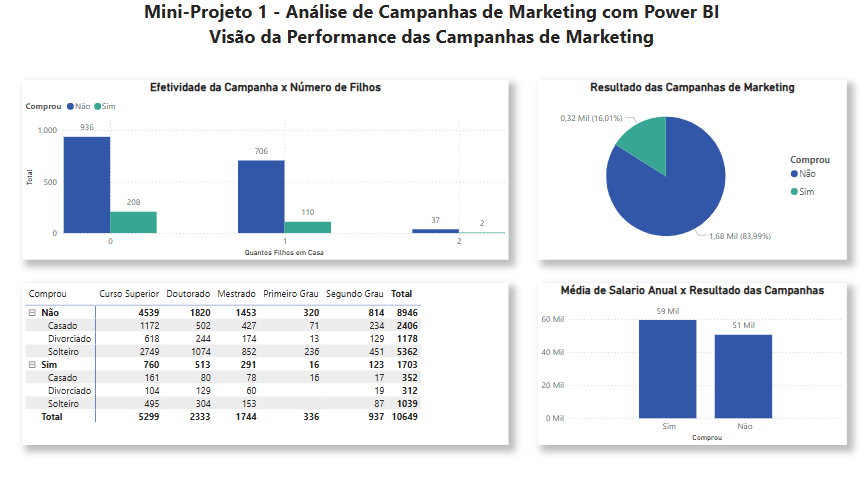 Mini-Projeto 1 - Análise de Campanhas de Marketing com Power BI
Visão da Performance das Campanhas de Marketing
Efetividade da Campanha x Número de Filhos
Comprou Não Sim
1.000
500
0
Total
936
208
706
110
37
2
0 1 2
Quantos Filhos em Casa
Resultado das Campanhas de Marketing
0,32 Mil (16,01%)
1,68 Mil (83,99%)
Comprou
Não
Sim
Comprou Curso Superior Doutorado Mestrado Primeiro Grau Segundo Grau Total
Não 4539 1820 1453 320 814 8946
Casado 1172 502 427 71 234 2406
Divorciado 618 244 174 13 129 1178
Solteiro 2749 1074 852 236 451 5362
Sim 760 513 291 16 123 1703
Casado 161 80 78 16 17 352
Divorciado 104 129 60 19 312
Solteiro 495 304 153 87 1039
Total 5299 2333 1744 336 937 10649
Média de Salario Anual x Resultado das Campanhas
60 Mil
40 Mil
20 Mil
0 Mil
59 Mil
51 Mil
Sim Não
Comprou